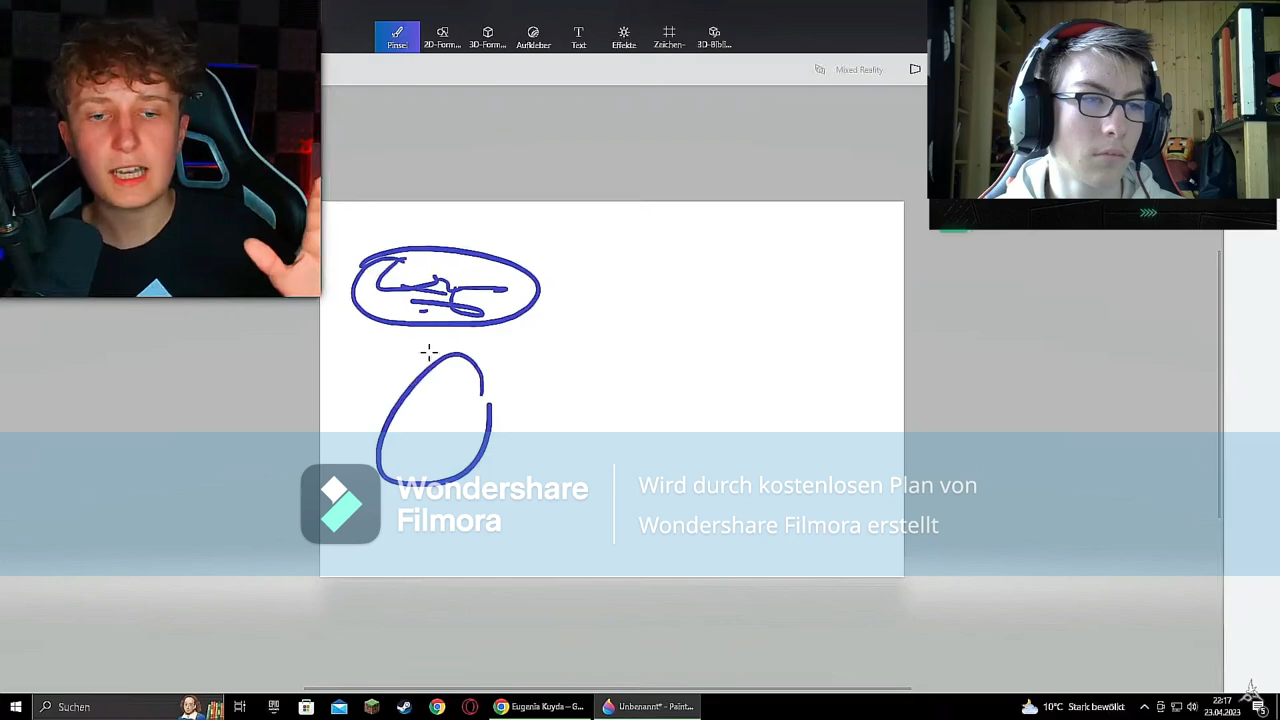 Pinsel
2D-Form...
3D-Form...
Aufkleber
Text
Effekte
Zeichen-
3D-Bibli...
Mixed Reality
Wondershare
Filmora
Wird durch kostenlosen Plan von
Wondershare Filmora erstellt
Suchen
Eugenia Kuyda – G...
Unbenannt* - Paint...
10°C Stark bewölkt
22:17
23.04.2023